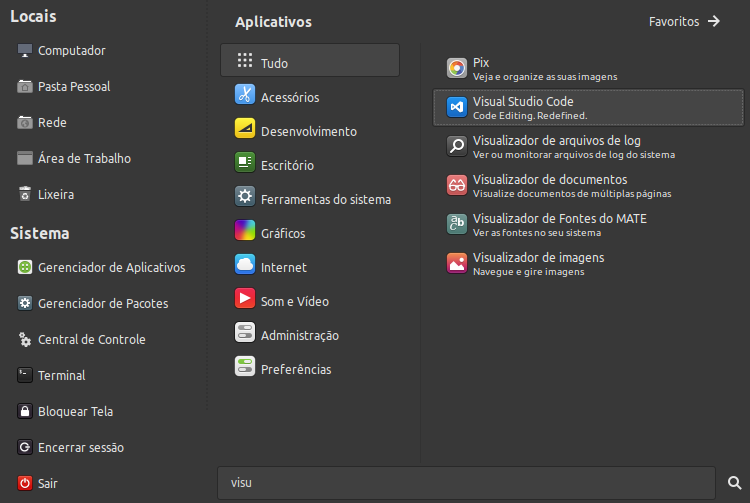 Locais
Computador
Pasta Pessoal
Rede
Área de Trabalho
Lixeira
Sistema
Gerenciador de Aplicativos
Gerenciador de Pacotes
Central de Controle
Terminal
Bloquear Tela
Encerrar sessão
Sair
Aplicativos
Favoritos
Tudo
Acessórios
Desenvolvimento
Escritório
Ferramentas do sistema
Gráficos
Internet
Som e Vídeo
Administração
Preferências
Pix
Veja e organize as suas imagens
Visual Studio Code
Code Editing. Redefined.
Visualizador de arquivos de log
Ver ou monitorar arquivos de log do sistema
Visualizador de documentos
Visualize documentos de múltiplas páginas
Visualizador de Fontes do MATE
Ver as fontes no seu sistema
Visualizador de imagens
Navegue e gire imagens
visu